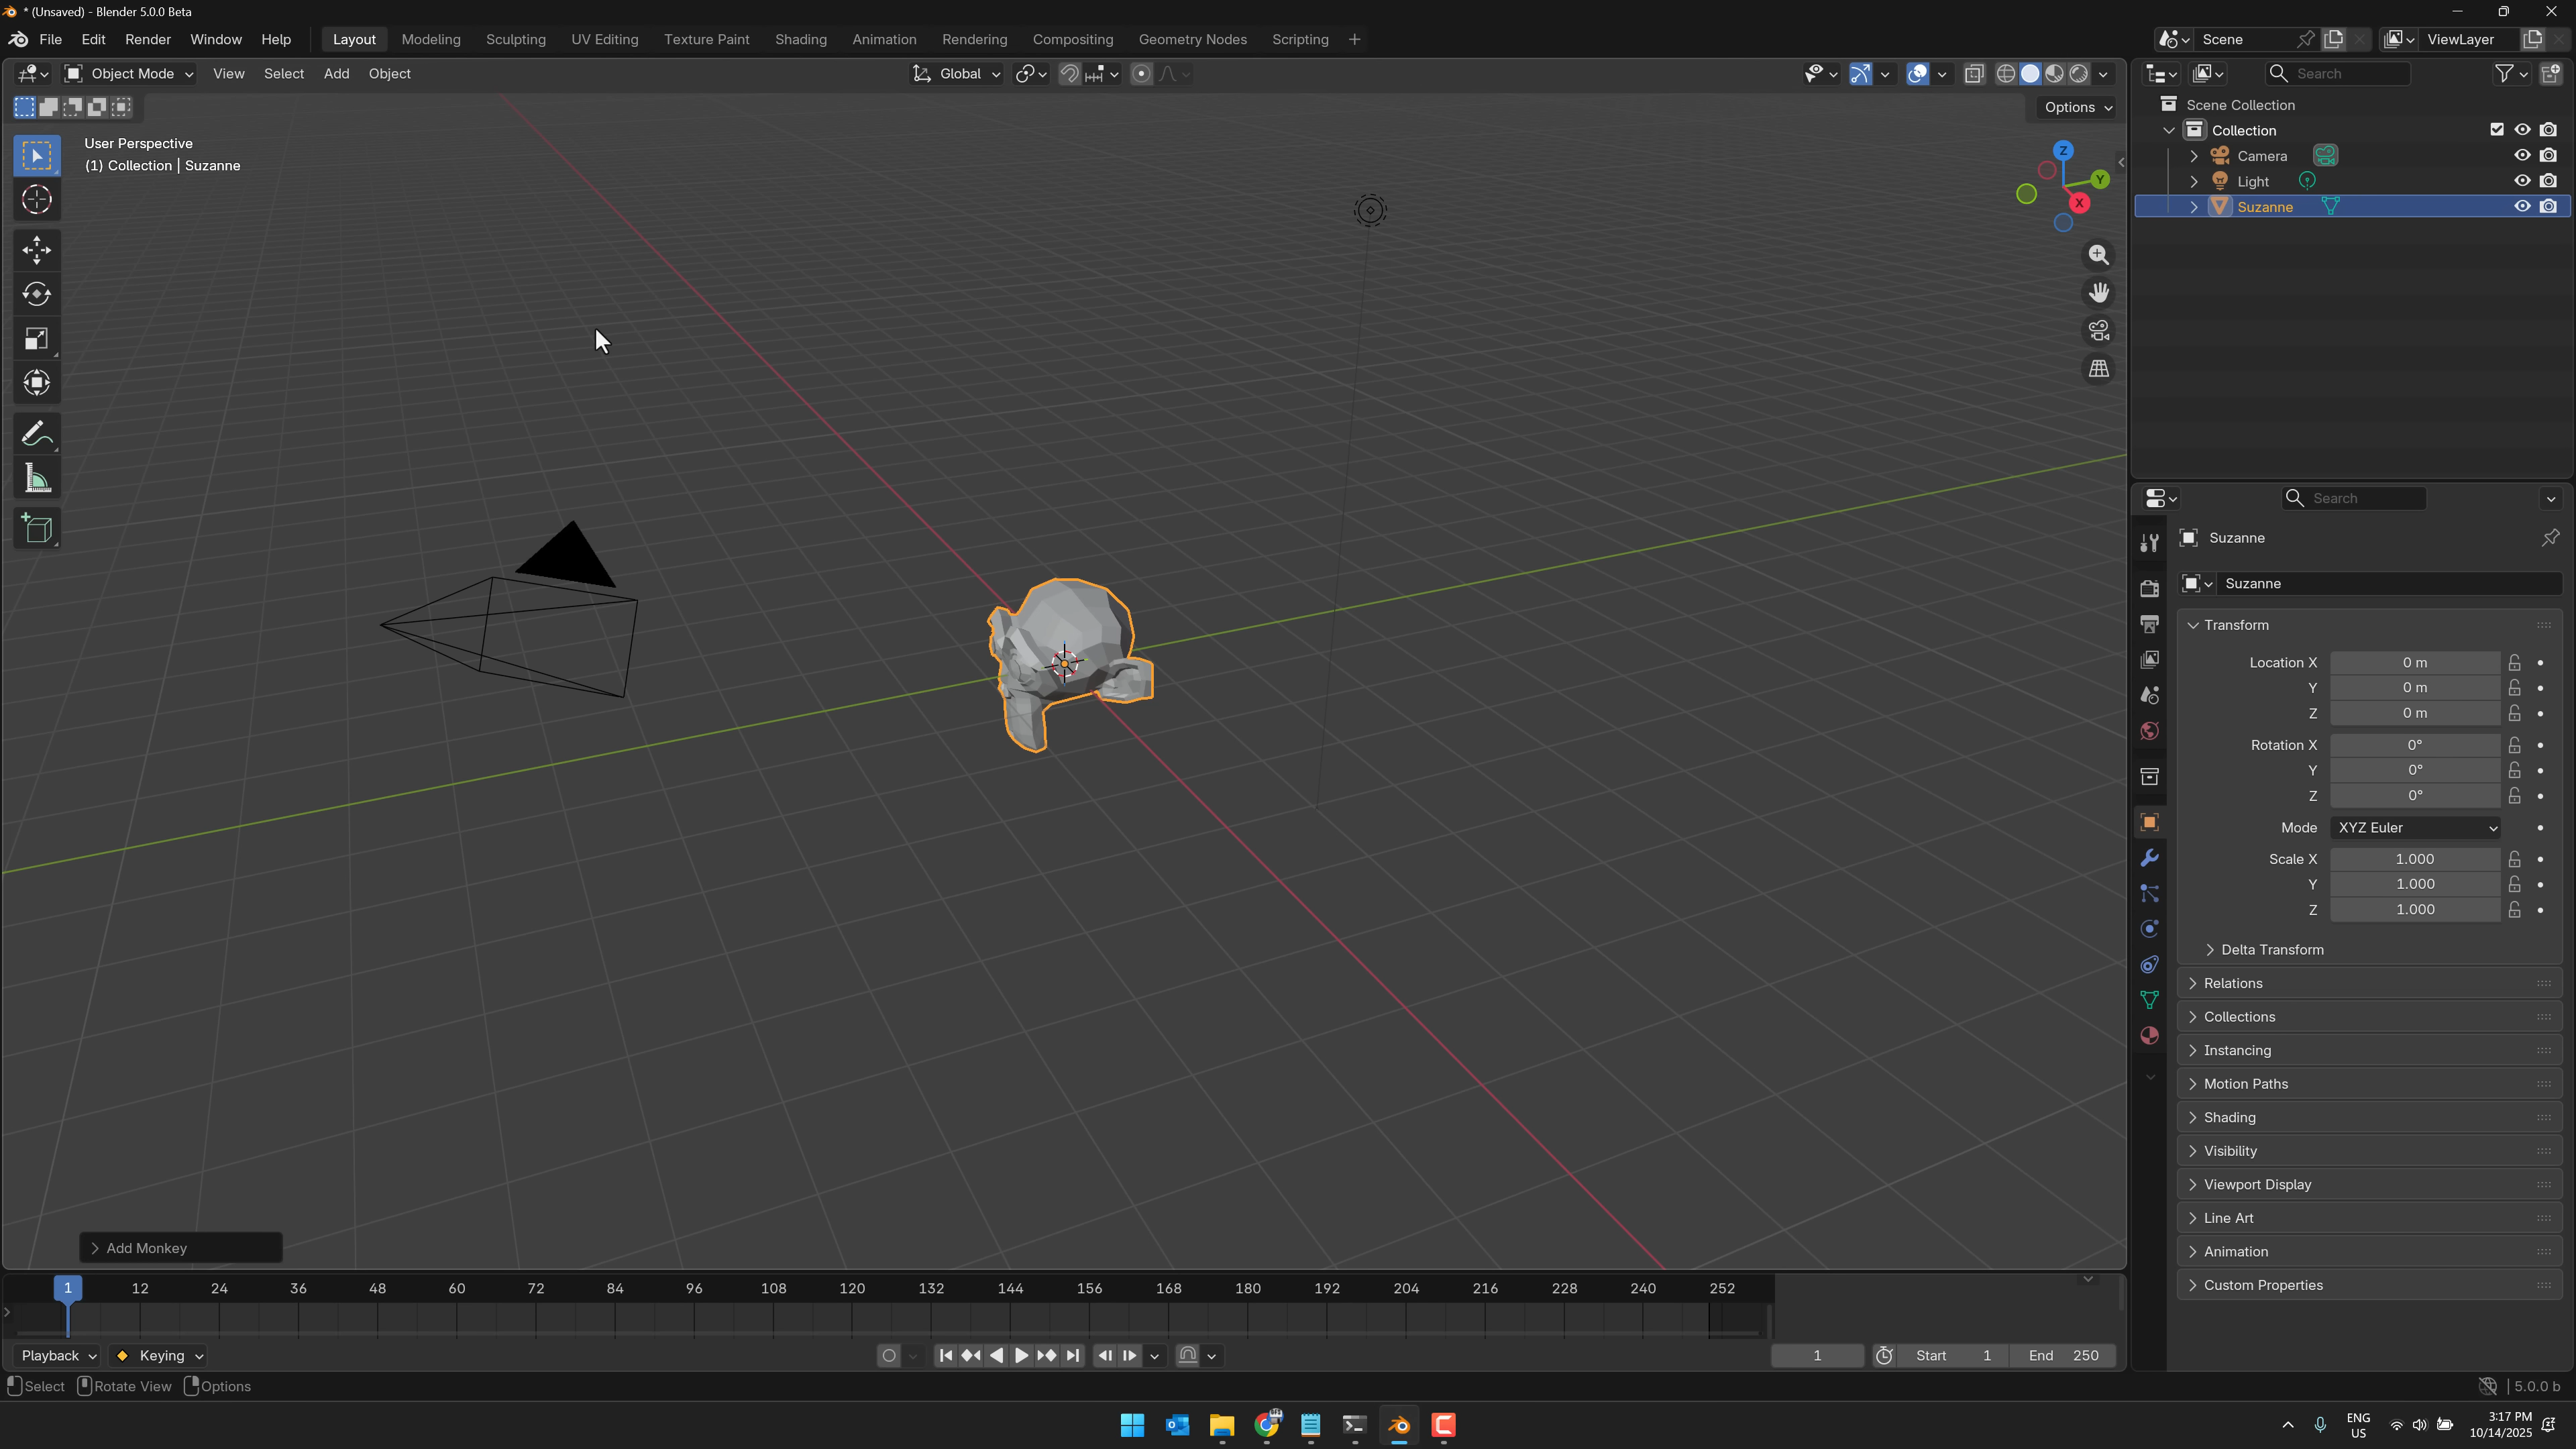 * (Unsaved) - Blender 5.0.0 Beta
File Edit Render Window Help Layout Modeling Sculpting UV Editing Texture Paint Shading Animation Rendering Compositing Geometry Nodes Scripting + Scene ViewLayer
Object Mode View Select Add Object Global Search
Options
User Perspective
(1) Collection | Suzanne
Z
Y
X
Scene Collection
Collection
Camera
Light
Suzanne
Search
Suzanne
Suzanne
Transform
Location X 0 m
Y 0 m
Z 0 m
Rotation X 0°
Y 0°
Z 0°
Mode XYZ Euler
Scale X 1.000
Y 1.000
Z 1.000
Delta Transform
Relations
Collections
Instancing
Motion Paths
Shading
Visibility
Viewport Display
Line Art
Animation
Custom Properties
Add Monkey
1 12 24 36 48 60 72 84 96 108 120 132 144 156 168 180 192 204 216 228 240 252
Playback Keying 1 Start 1 End 250
Select Rotate View Options 5.0.0 b
ENG
US
3:17 PM
10/14/2025